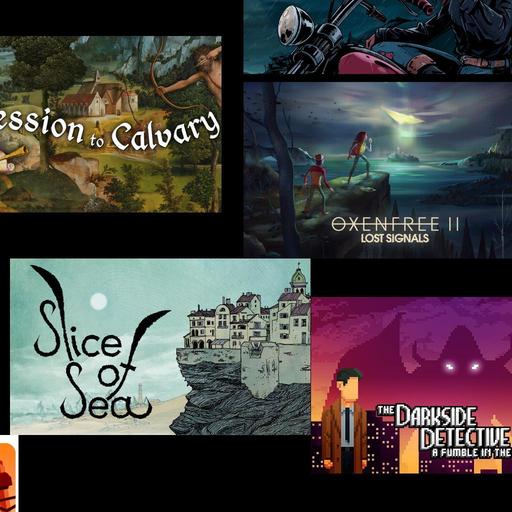 ession to Calvary
OXENFREE II
LOST SIGNALS
Slice
of
Sea
THE DARKSIDE
DETECTIVE
A FUMBLE IN THE